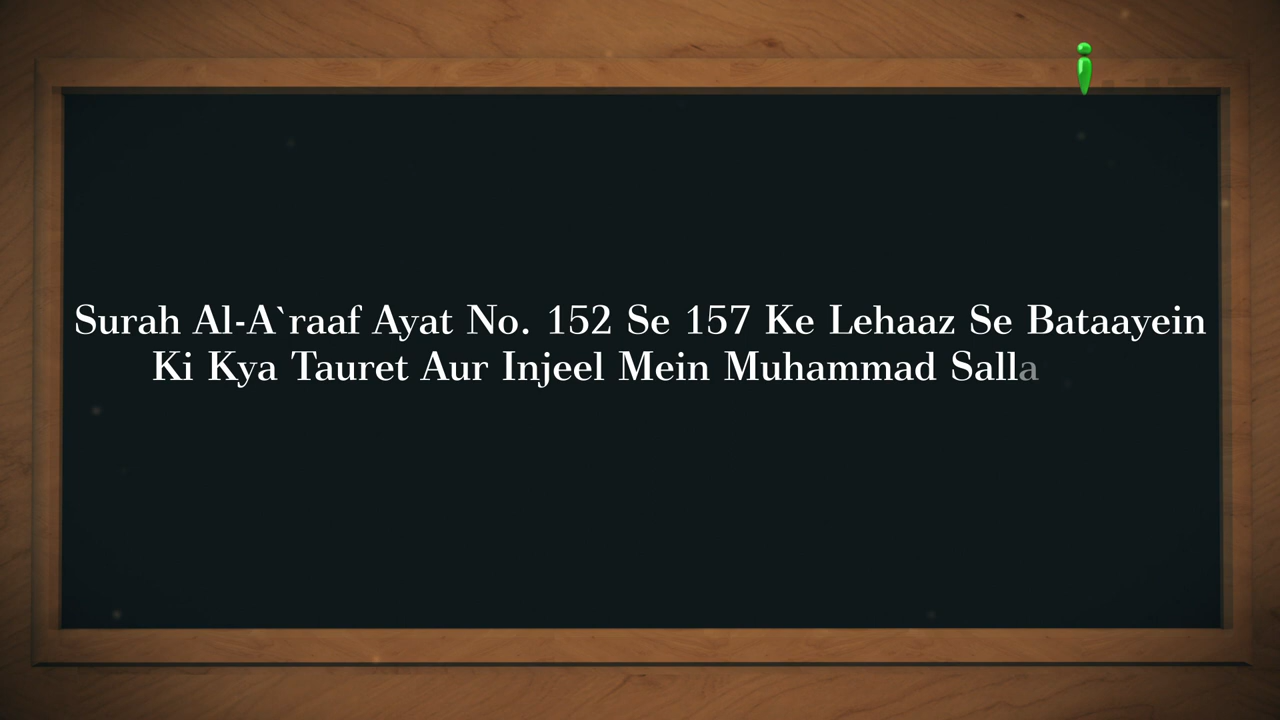 Surah Al-A`raaf Ayat No. 152 Se 157 Ke Lehaaz Se Bataayein
Ki Kya Tauret Aur Injeel Mein Muhammad Salla